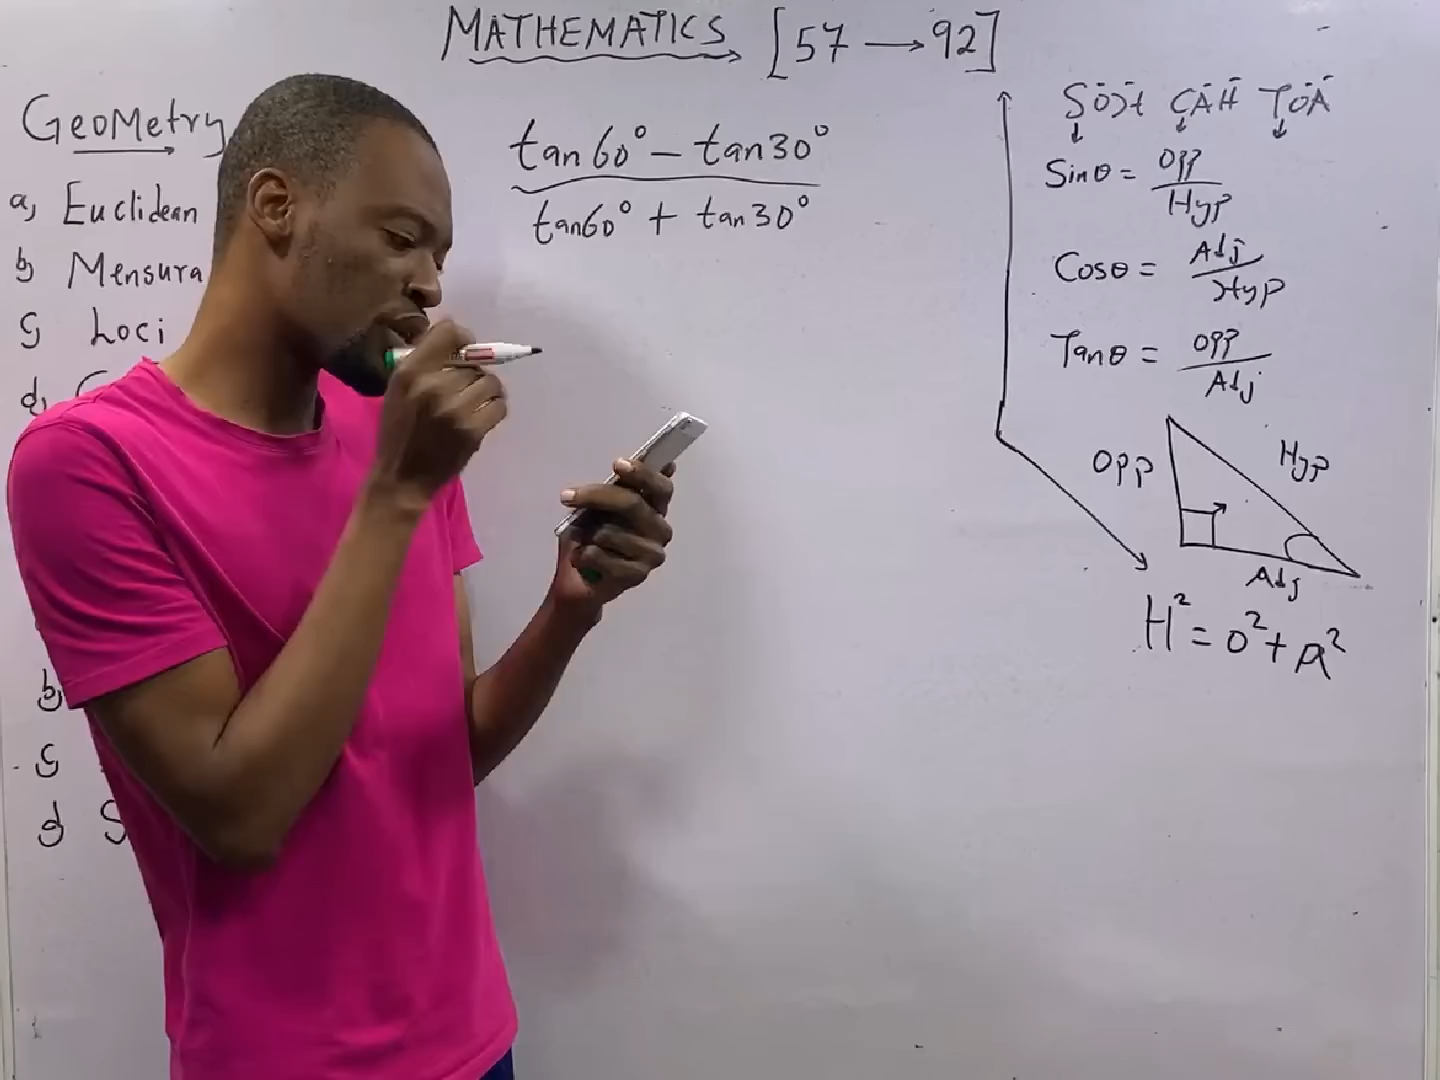 MATHEMATICS [57 → 92]
Geometry
a, Euclidean
b, Mensura
c, Loci
d,
b,
c,
d, S
tan60° − tan30°
tan60° + tan30°
SOH CAH TOA
Sinθ = Opp
Hyp
Cosθ = Adj
Hyp
Tanθ = Opp
Adj
Opp
Hyp
Adj
H² = O² + A²